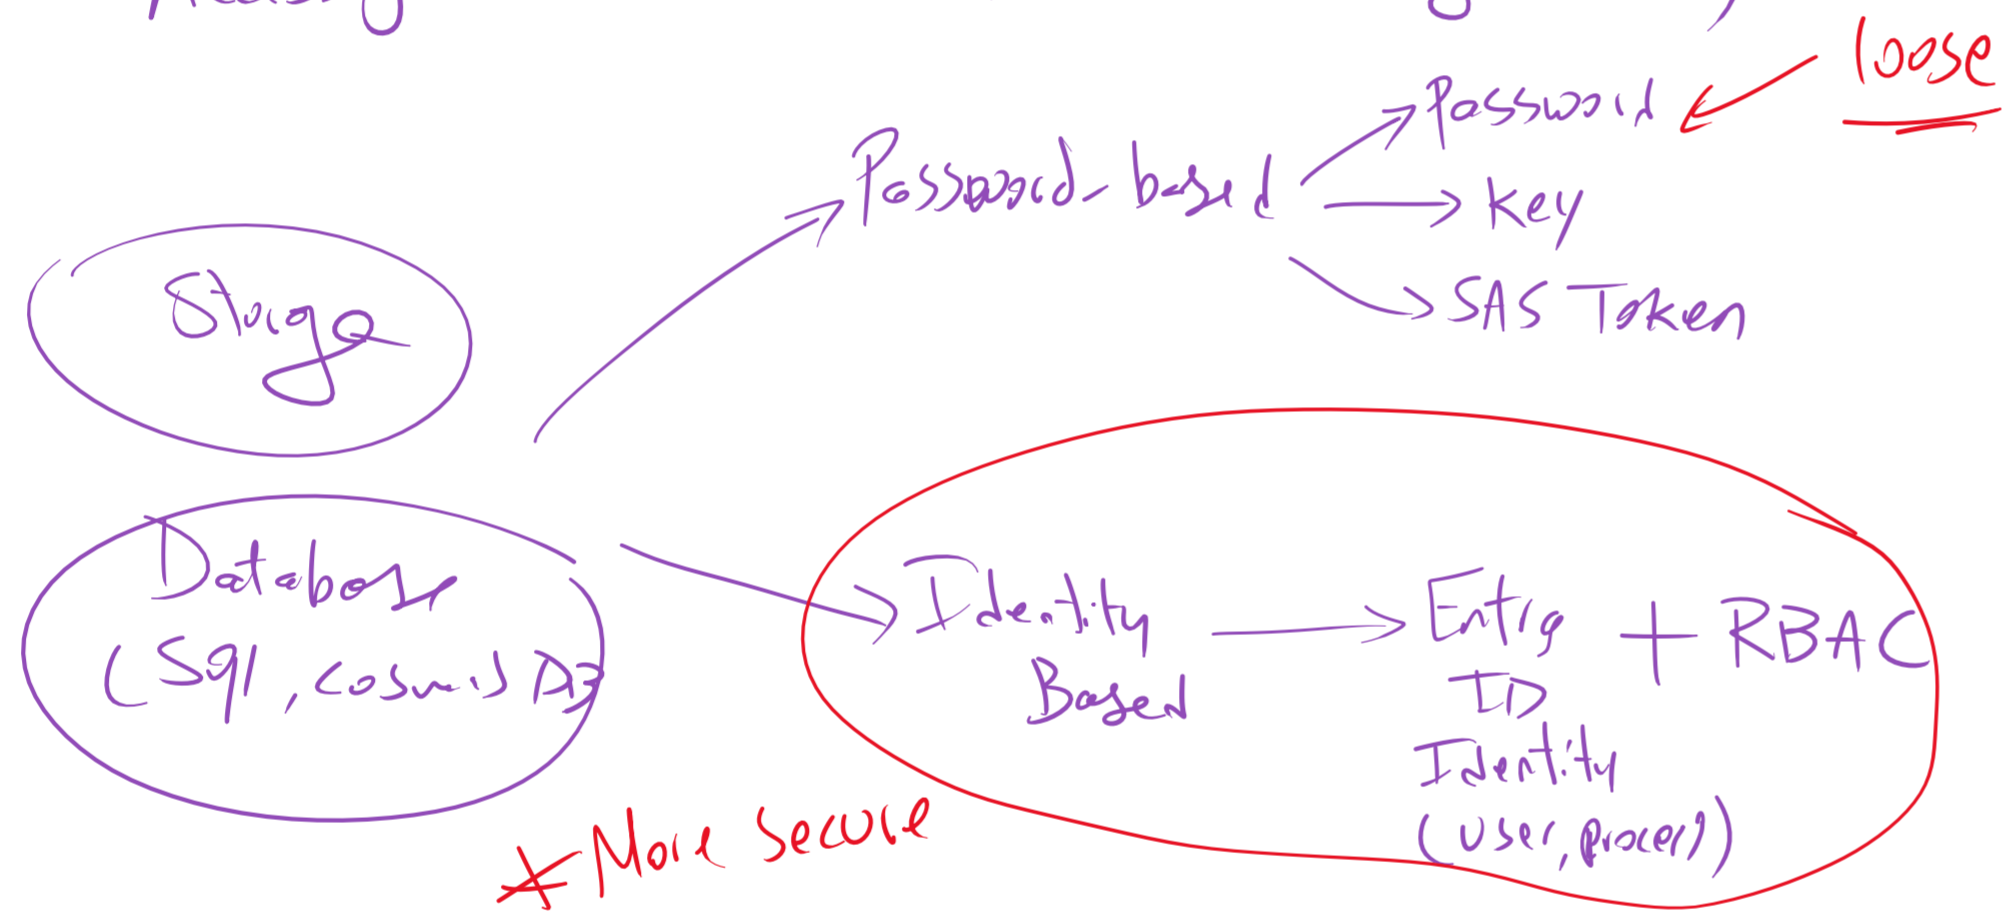 loose
Password
Password-based
Key
SAS Token
Storage
Database
(Sql, cosmos DB
Identity
Based
Entra
ID
Identity
(user, process)
+ RBAC
* More secure